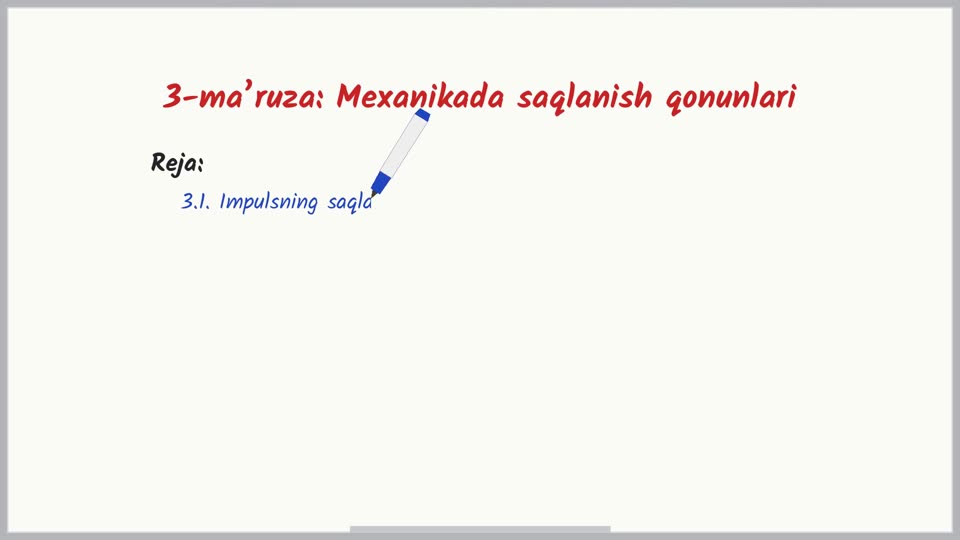 3-ma’ruza: Mexanikada saqlanish qonunlari
Reja:
3.1. Impulsning saqla